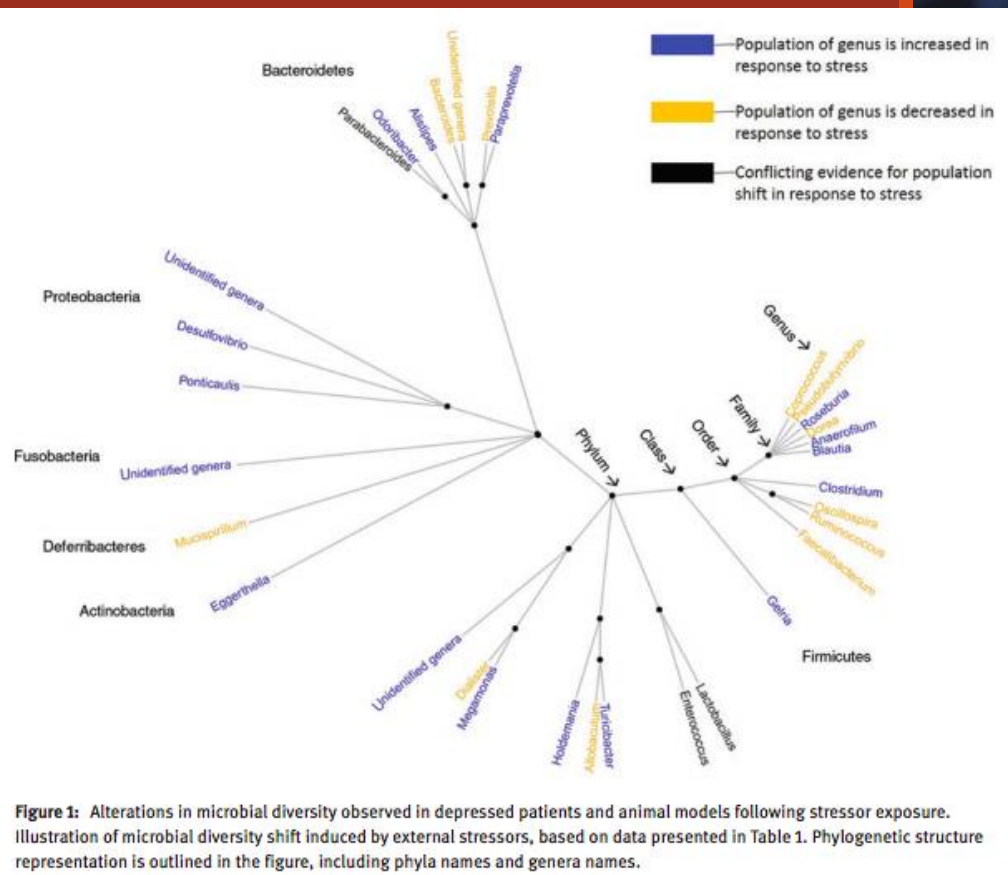 Population of genus is increased in
response to stress
Population of genus is decreased in
response to stress
Conflicting evidence for population
shift in response to stress
Bacteroidetes
Parabacteroides
Odoribacter
Alistipes
Bacteroides
Unidentified genera
Prevotella
Paraprevotella
Proteobacteria
Unidentified genera
Desulfovibrio
Ponticaulis
Fusobacteria
Unidentified genera
Deferribacteres
Mucispirillum
Actinobacteria
Eggerthella
Phylum
Class
Order
Family
Genus
Coprococcus
Pseudobutyrivibrio
Roseburia
Dorea
Anaerofilum
Blautia
Clostridium
Oscillospira
Ruminococcus
Faecalibacterium
Gelria
Firmicutes
Unidentified genera
Dialister
Megamonas
Holdemania
Allobaculum
Turicibacter
Enterococcus
Lactobacillus
Figure 1: Alterations in microbial diversity observed in depressed patients and animal models following stressor exposure.
Illustration of microbial diversity shift induced by external stressors, based on data presented in Table 1. Phylogenetic structure
representation is outlined in the figure, including phyla names and genera names.